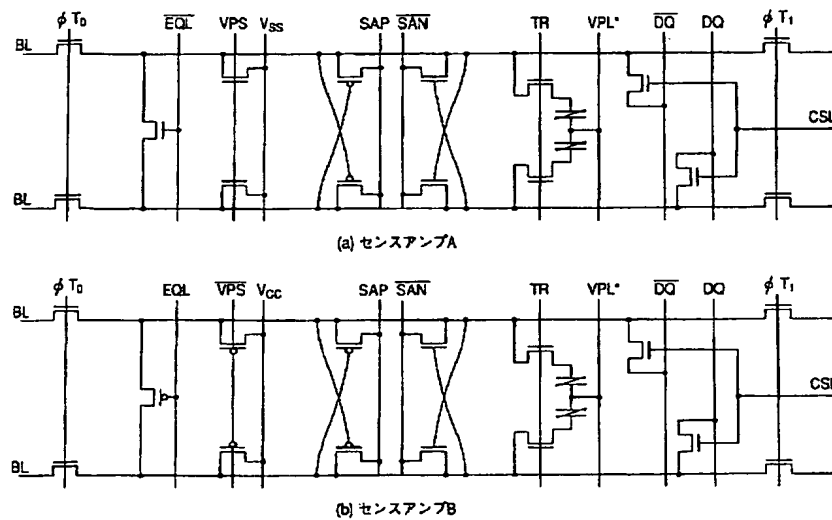 φT₀ EQL̅ VPS V_SS SAP SAN̅ TR VPL* DQ̅ DQ φT₁
BL
CSL
BL
(a) センスアンプA
φT₀ EQL VPS̅ V_CC SAP SAN̅ TR VPL* DQ̅ DQ φT₁
BL
CSL
BL
(b) センスアンプB